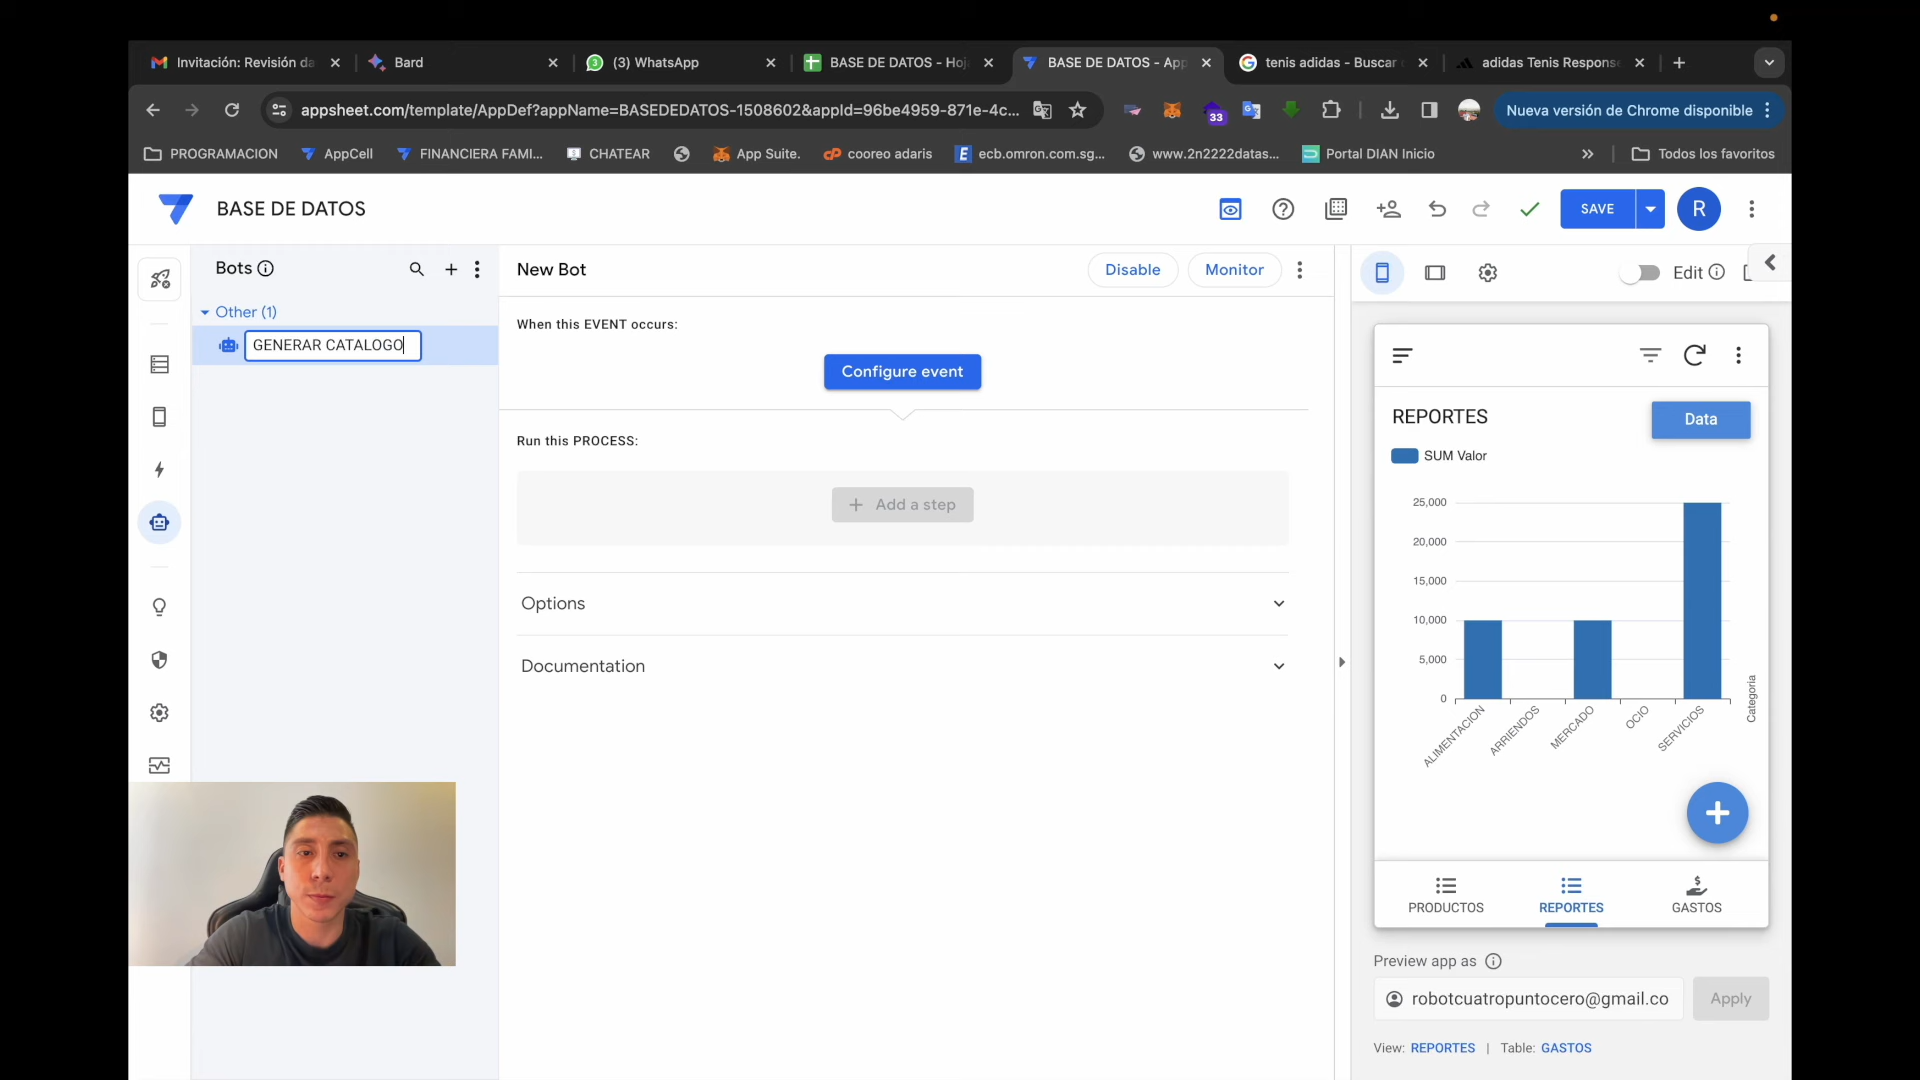 Invitación: Revisión da
Bard
(3) WhatsApp
BASE DE DATOS - Hoj
BASE DE DATOS - App
tenis adidas - Buscar
adidas Tenis Respons
appsheet.com/template/AppDef?appName=BASEDEDATOS-1508602&appId=96be4959-871e-4c...
33
Nueva versión de Chrome disponible
PROGRAMACION
AppCell
FINANCIERA FAMI...
CHATEAR
App Suite.
cooreo adaris
ecb.omron.com.sg...
www.2n2222datas...
Portal DIAN Inicio
Todos los favoritos
BASE DE DATOS
SAVE
R
Bots
Other (1)
GENERAR CATALOGO
New Bot
Disable
Monitor
When this EVENT occurs:
Configure event
Run this PROCESS:
Add a step
Options
Documentation
Edit
REPORTES
Data
SUM Valor
25,000
20,000
15,000
10,000
5,000
0
ALIMENTACION
ARRIENDOS
MERCADO
OCIO
SERVICIOS
Categoria
PRODUCTOS
REPORTES
GASTOS
Preview app as
robotcuatropuntocero@gmail.co
Apply
View: REPORTES | Table: GASTOS